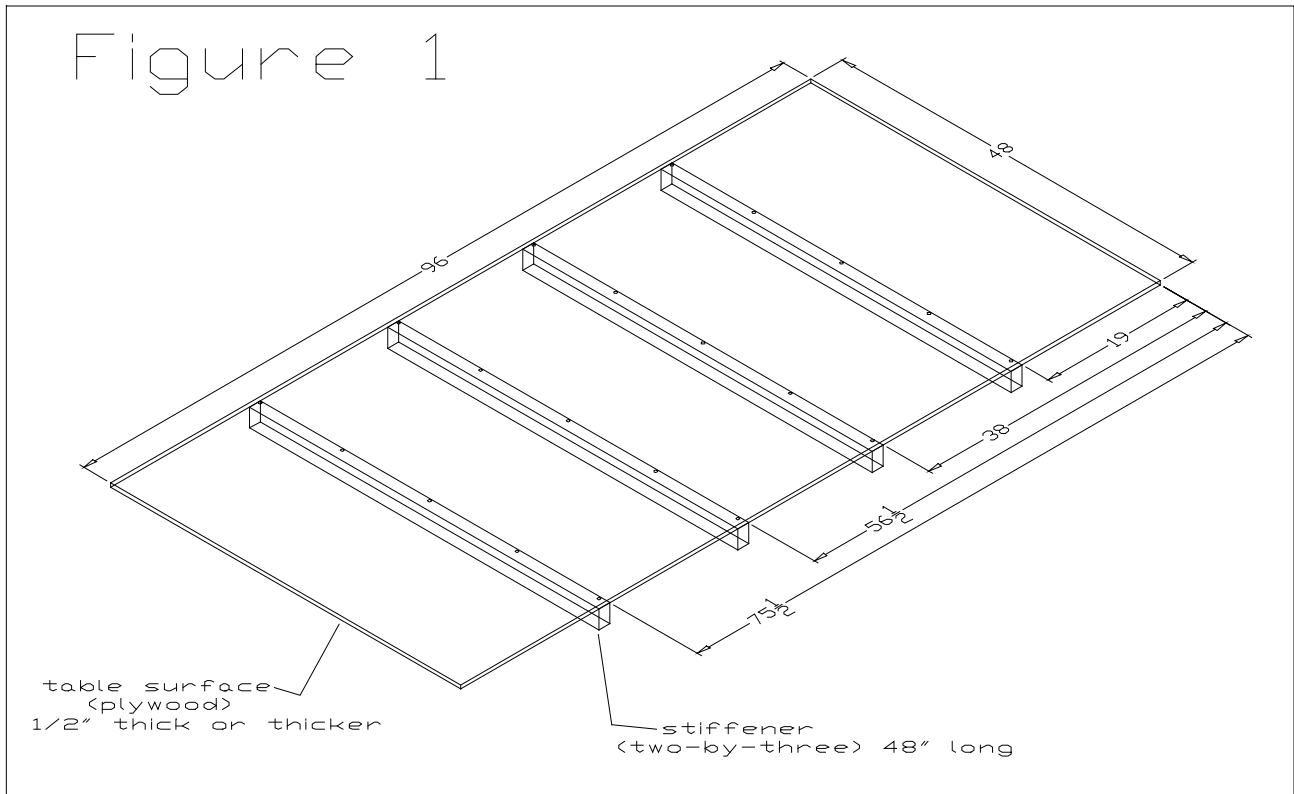 Figure 1
48
96
19
38
56½
75½
table surface
(plywood)
1/2" thick or thicker
stiffener
(two-by-three) 48" long